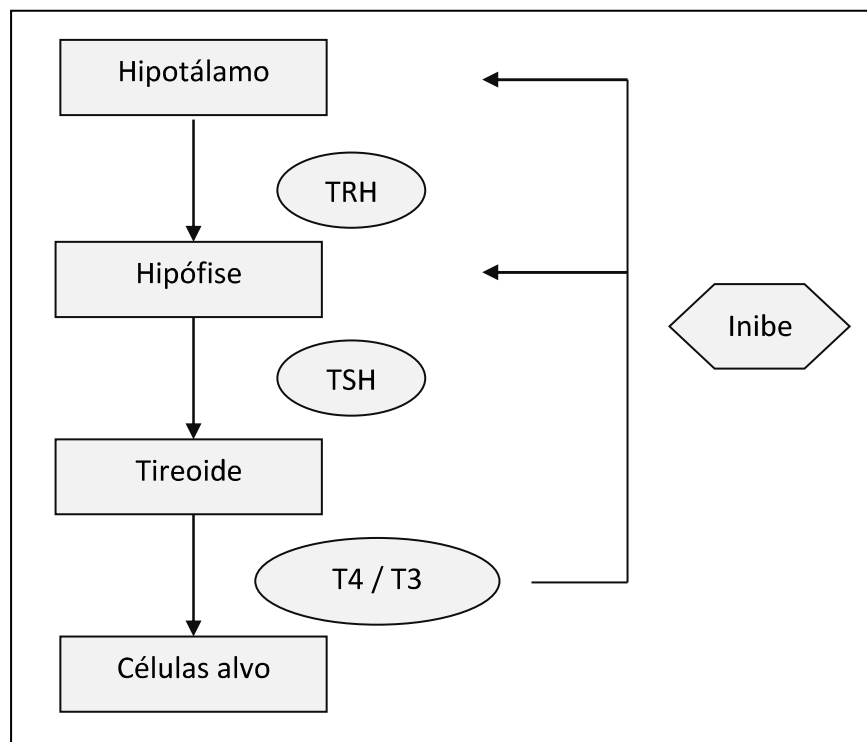 Hipotálamo
TRH
Hipófise
Inibe
TSH
Tireoide
T4 / T3
Células alvo